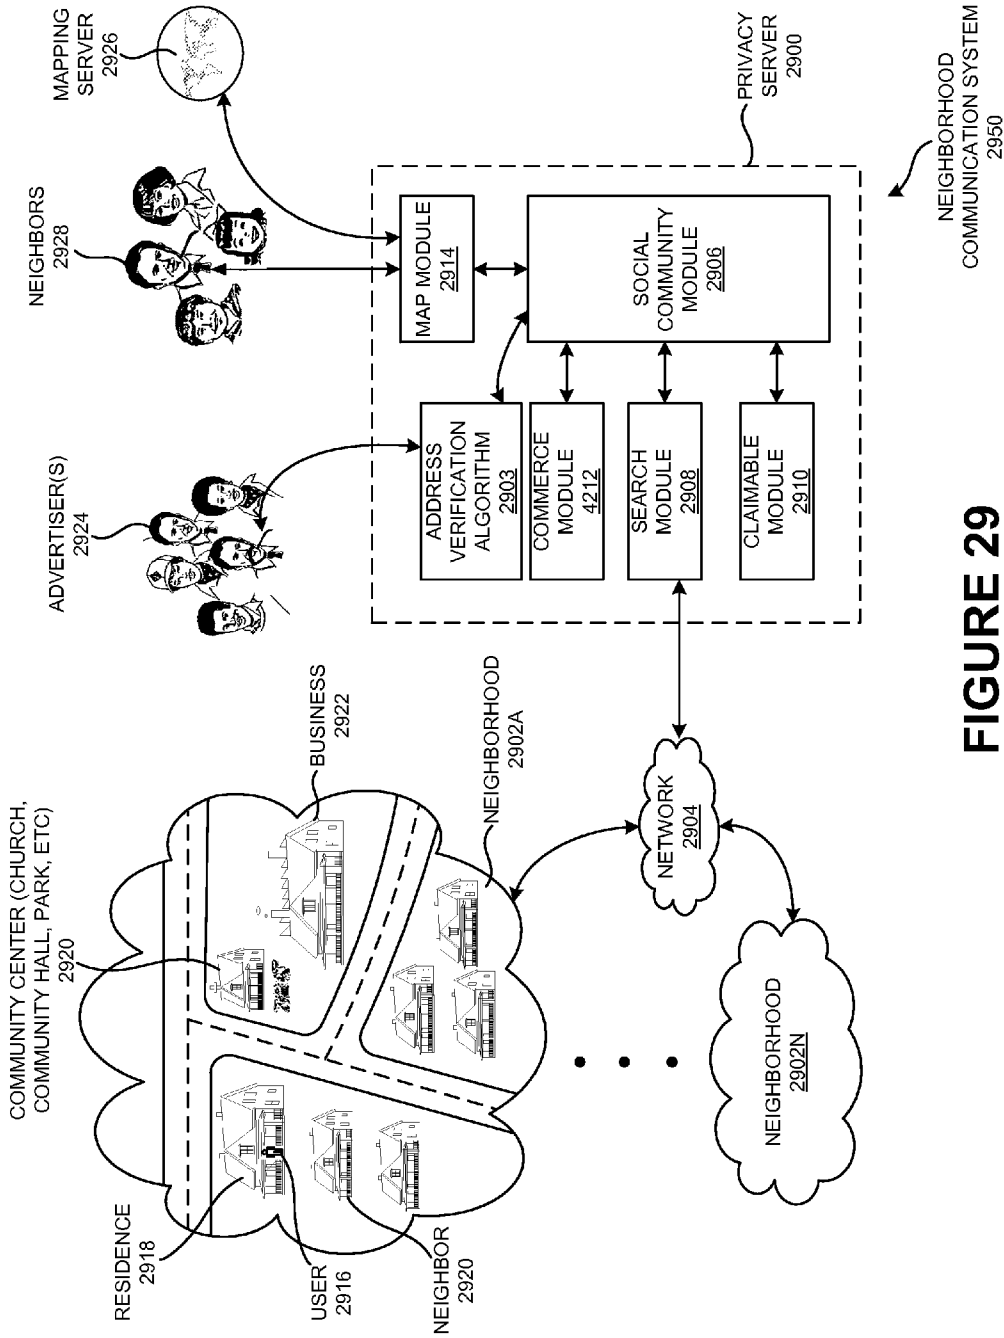 COMMUNITY CENTER (CHURCH,
COMMUNITY HALL, PARK, ETC)
2920
RESIDENCE
2918
USER
2916
NEIGHBOR
2920
BUSINESS
2922
NEIGHBORHOOD
2902A
ADVERTISER(S)
2924
NEIGHBORS
2928
MAPPING
SERVER
2926
NETWORK
2904
NEIGHBORHOOD
2902N
ADDRESS
VERIFICATION
ALGORITHM
2903
COMMERCE
MODULE
4212
SEARCH
MODULE
2908
CLAIMABLE
MODULE
2910
MAP MODULE
2914
SOCIAL
COMMUNITY
MODULE
2906
PRIVACY
SERVER
2900
NEIGHBORHOOD
COMMUNICATION SYSTEM
2950
FIGURE 29